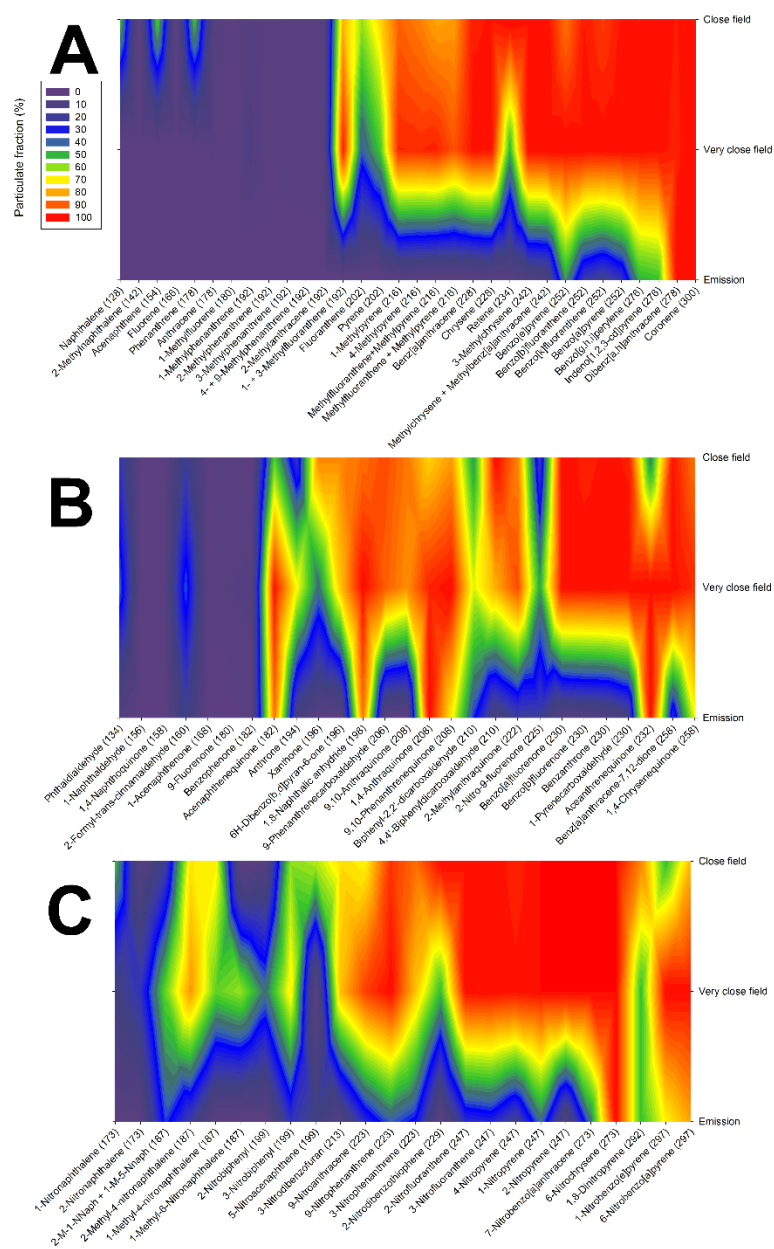 A
Particulate fraction (%)
0
10
20
30
40
50
60
70
80
90
100
Close field
Very close field
Emission
Naphthalene (128)
2-Methylnaphthalene (142)
Acenaphthene (154)
Fluorene (166)
Phenanthrene (178)
Anthracene (178)
1-Methylfluorene (180)
1-Methylphenanthrene (192)
2-Methylphenanthrene (192)
3-Methylphenanthrene (192)
4- + 9-Methylphenanthrene (192)
2-Methylanthracene (192)
1- + 3-Methylfluoranthene (192)
Fluoranthene (202)
Pyrene (202)
1-Methylpyrene (216)
4-Methylpyrene (216)
Methylfluoranthene+Methylpyrene (216)
Methylfluoranthene + Methylpyrene (216)
Benz[a]anthracene (228)
Chrysene (228)
Retene (234)
3-Methylchrysene (242)
Methylchrysene + Methylbenz[a]anthracene (242)
Benzo[a]pyrene (252)
Benzo[b]fluoranthene (252)
Benzo[k]fluoranthene (252)
Benzo[e]pyrene (252)
Benzo[g,h,i]perylene (276)
Indeno[1,2,3-cd]pyrene (276)
Dibenz[a,h]anthracene (278)
Coronene (300)
B
Close field
Very close field
Emission
Phthaldialdehyde (134)
1-Naphthaldehyde (156)
1,4-Naphthoquinone (158)
2-Formyl-trans-cinnamaldehyde (160)
1-Acenaphthenone (168)
9-Fluorenone (180)
Benzophenone (182)
Acenaphthenequinone (182)
Anthrone (194)
Xanthone (196)
6H-Dibenzo[b,d]pyran-6-one (196)
1,8-Naphthalic anhydride (198)
9-Phenanthrenecarboxaldehyde (206)
9,10-Anthraquinone (208)
1,4-Anthraquinone (208)
9,10-Phenanthrenequinone (208)
Biphenyl-2,2'-dicarboxaldehyde (210)
4,4'-Biphenyldicarboxaldehyde (210)
2-Methylanthraquinone (222)
2-Nitro-9-fluorenone (225)
Benzo[a]fluorenone (230)
Benzo[b]fluorenone (230)
Benzanthrone (230)
1-Pyrenecarboxaldehyde (230)
Aceanthrenequinone (232)
Benz[a]anthracene-7,12-dione (258)
1,4-Chrysenequinone (258)
C
Close field
Very close field
Emission
1-Nitronaphthalene (173)
2-Nitronaphthalene (173)
2-M-1-NNaph + 1-M-5-Nnaph (187)
2-Methyl-4-nitronaphthalene (187)
1-Methyl-4-nitronaphthalene (187)
1-Methyl-6-Nitronaphthalene (187)
2-Nitrobiphenyl (199)
3-Nitrobiphenyl (199)
5-Nitroacenaphthene (199)
3-Nitrodibenzofuran (213)
9-Nitroanthracene (223)
9-Nitrophenanthrene (223)
3-Nitrophenanthrene (223)
2-Nitrodibenzothiophene (229)
2-Nitrofluoranthene (247)
3-Nitrofluoranthene (247)
4-Nitropyrene (247)
1-Nitropyrene (247)
2-Nitropyrene (247)
7-Nitrobenzo[a]anthracene (273)
6-Nitrochrysene (273)
1,8-Dinitropyrene (292)
1-Nitrobenzo[e]pyrene (297)
6-Nitrobenzo[a]pyrene (297)